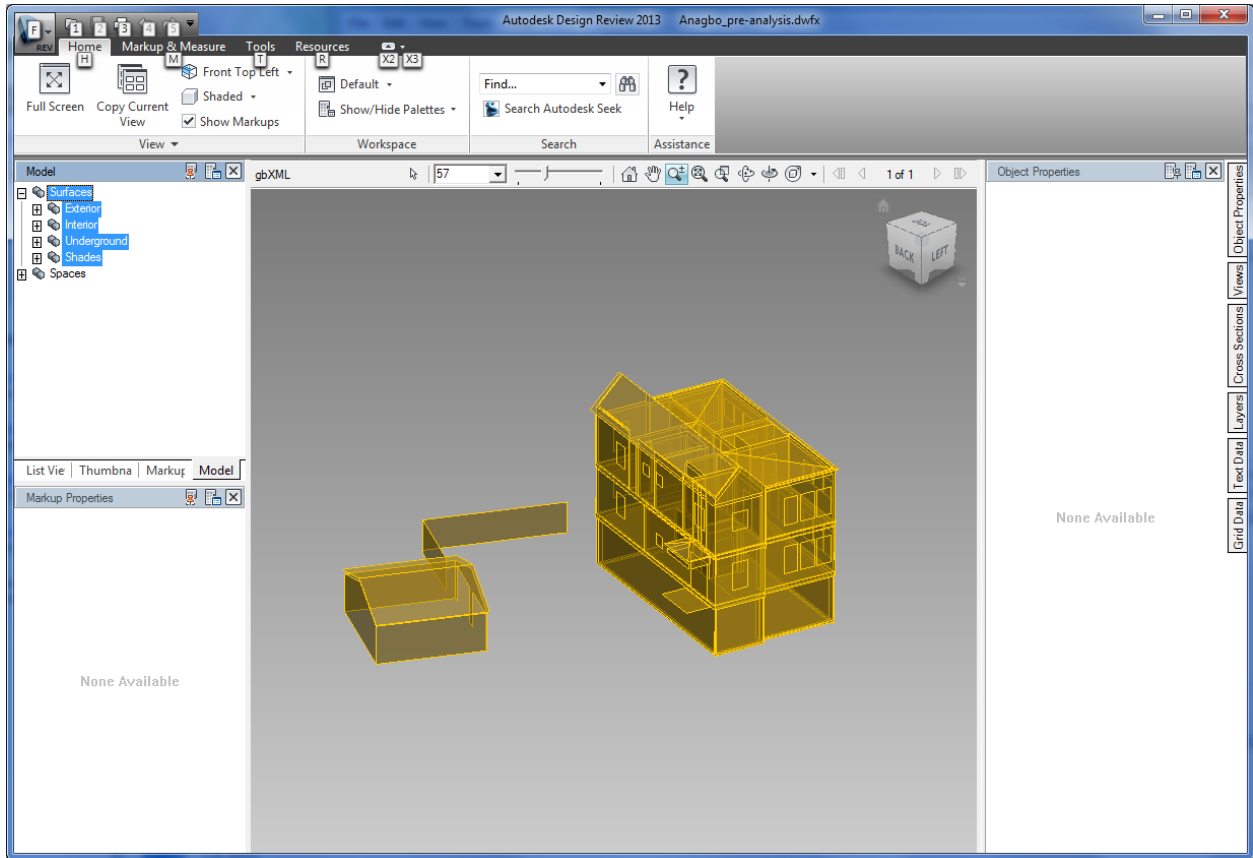 Autodesk Design Review 2013 Anagbo_pre-analysis.dwfx
F 1 2 3 4 5
REV Home Markup & Measure Tools Resources
H M T R X2 X3
Full Screen
Copy Current View
Front Top Left
Shaded
Show Markups
View
Default
Show/Hide Palettes
Workspace
Find...
Search Autodesk Seek
Search
?
Help
Assistance
Model
Surfaces
Exterior
Interior
Underground
Shades
Spaces
List Vie Thumbna Markup Model
Markup Properties
None Available
gbXML 57 1 of 1
BACK LEFT
Object Properties
None Available
Object Properties
Views
Cross Sections
Layers
Text Data
Grid Data